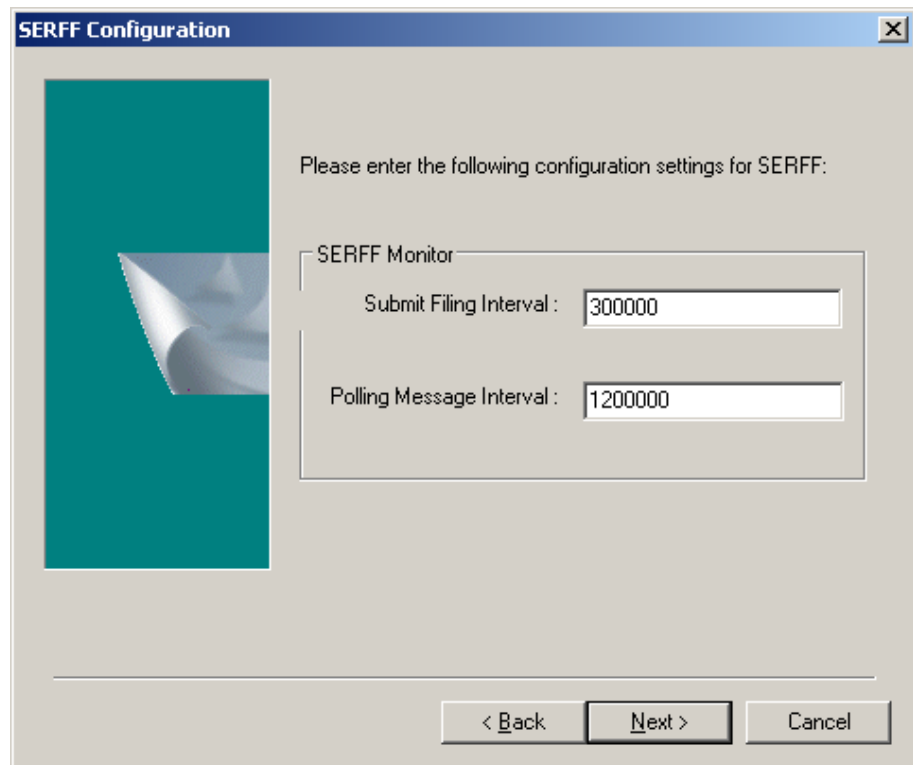 SERFF Configuration
Please enter the following configuration settings for SERFF:
SERFF Monitor
Submit Filing Interval : 300000
Polling Message Interval : 1200000
< Back Next > Cancel